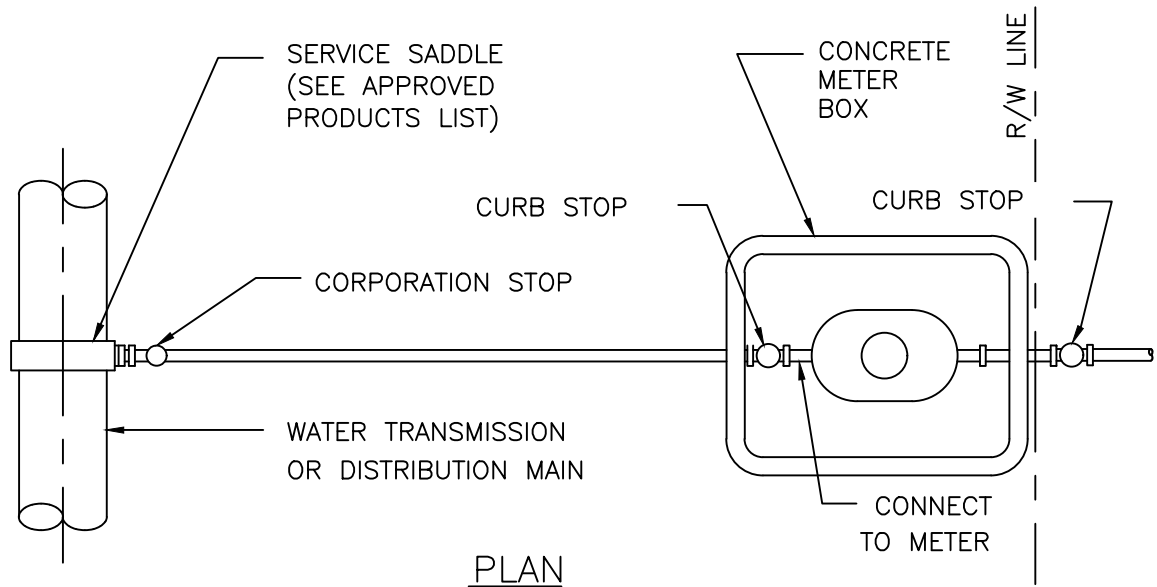 SERVICE SADDLE
(SEE APPROVED
PRODUCTS LIST)
CONCRETE
METER
BOX
R/W LINE
CURB STOP
CURB STOP
CORPORATION STOP
WATER TRANSMISSION
OR DISTRIBUTION MAIN
CONNECT
TO METER
PLAN